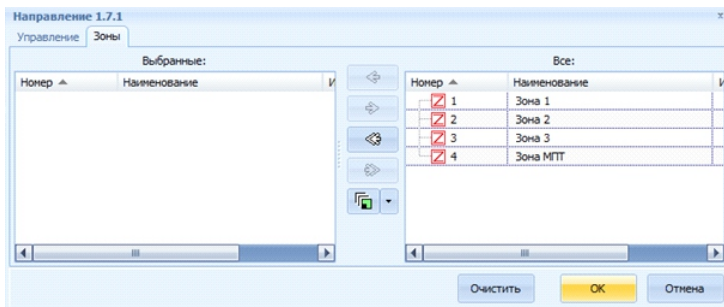 Направление 1.7.1
Управление Зоны
Выбранные: Все:
Номер Наименование И Номер Наименование И
1 Зона 1
2 Зона 2
3 Зона 3
4 Зона МПТ
Очистить ОК Отмена